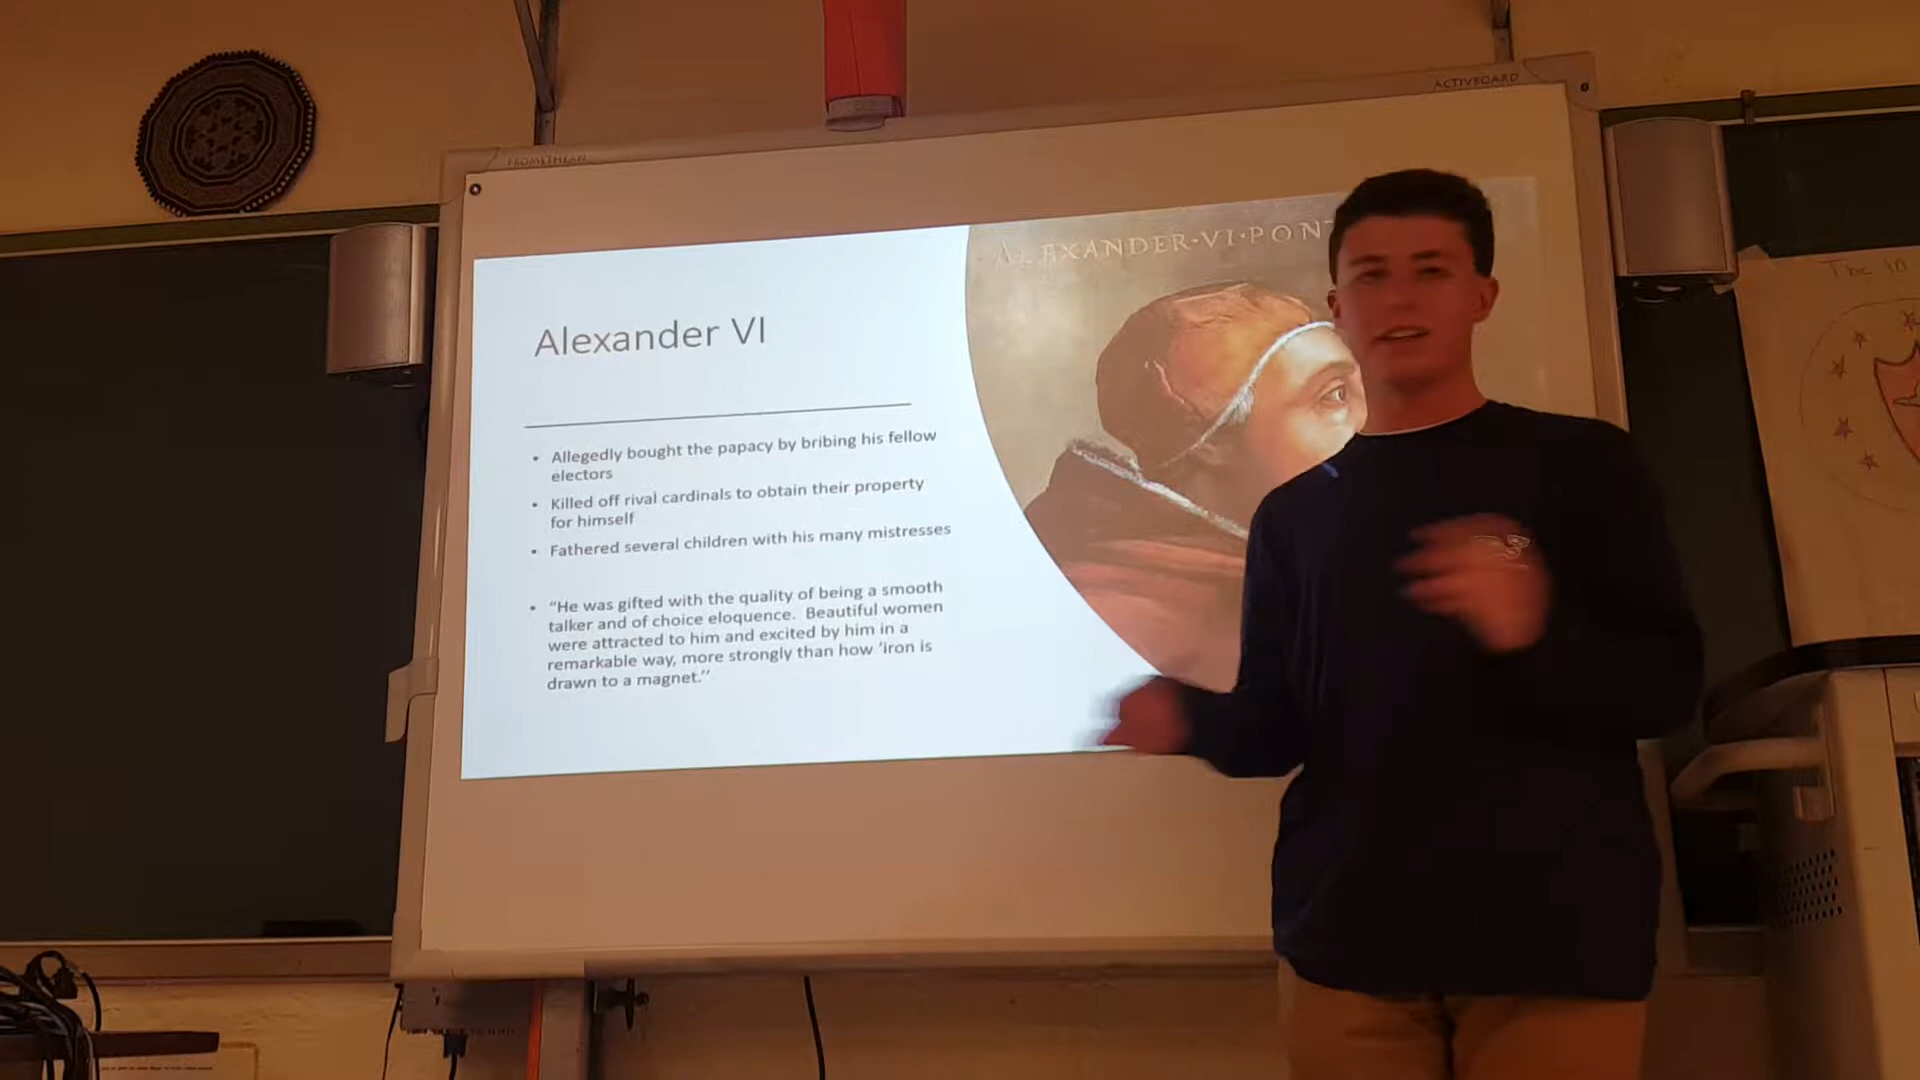 ACTIVBOARD
PROMETHEAN
ALEXANDER·VI·PONT
The 10
Alexander VI
• Allegedly bought the papacy by bribing his fellow
electors
• Killed off rival cardinals to obtain their property
for himself
• Fathered several children with his many mistresses
• “He was gifted with the quality of being a smooth
talker and of choice eloquence. Beautiful women
were attracted to him and excited by him in a
remarkable way, more strongly than how ‘iron is
drawn to a magnet.’’